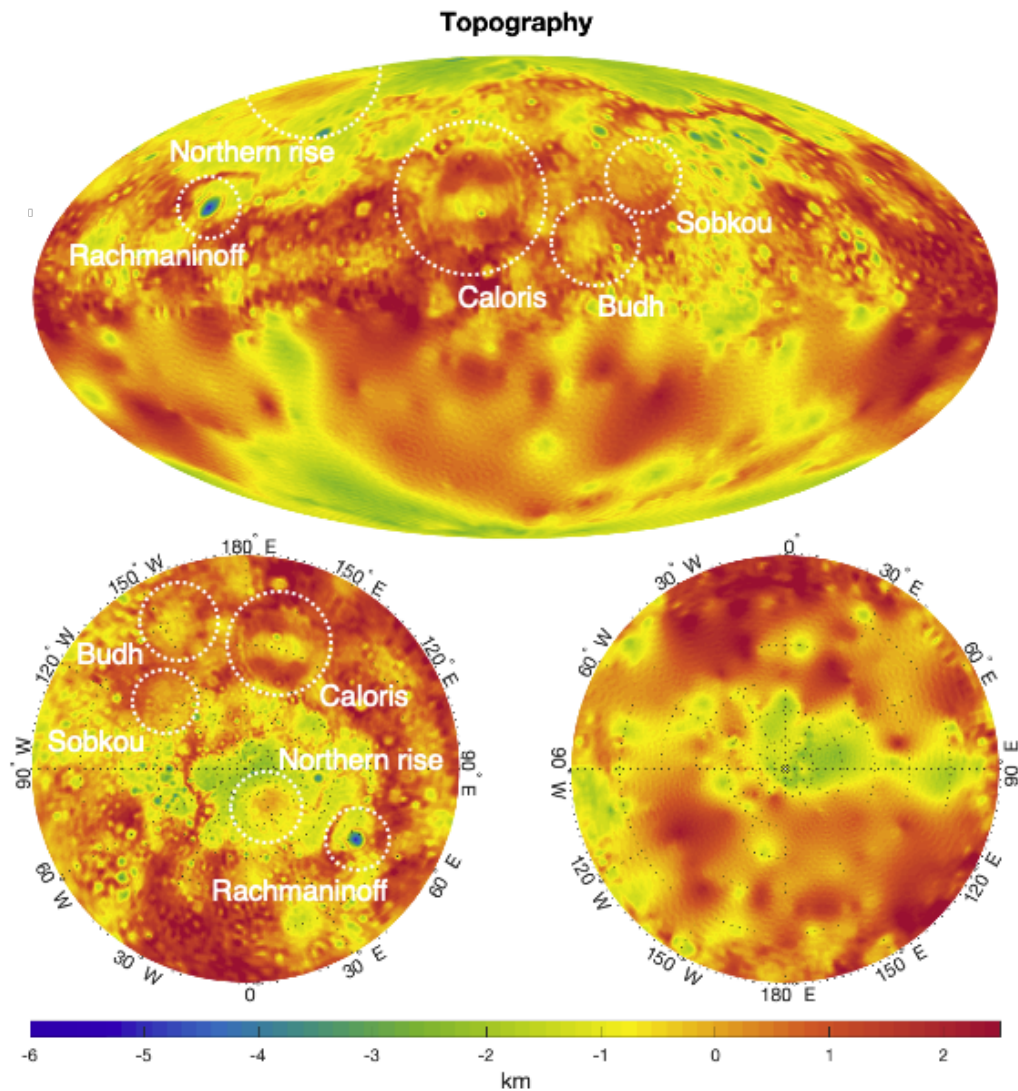 Topography
Northern rise
Rachmaninoff
Caloris
Sobkou
Budh
180° E
150° W
150° E
120° W
120° E
90° W
90° E
60° W
60° E
30° W
30° E
0°
Budh
Caloris
Sobkou
Northern rise
Rachmaninoff
0°
30° W
30° E
60° W
60° E
90° W
90° E
120° W
120° E
150° W
150° E
180° E
-6 -5 -4 -3 -2 -1 0 1 2
km